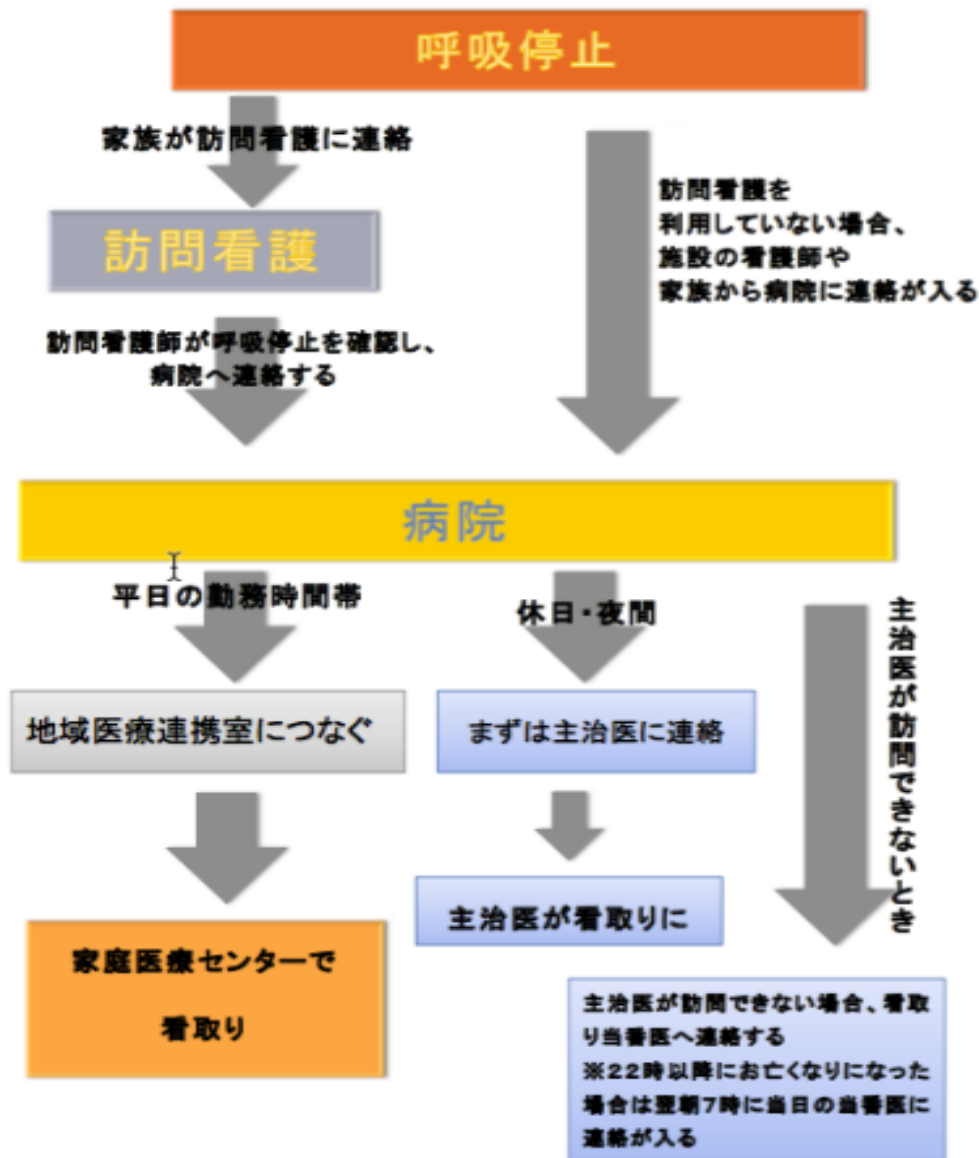 呼吸停止
家族が訪問看護に連絡
訪問看護を
利用していない場合、
施設の看護師や
家族から病院に連絡が入る
訪問看護
訪問看護師が呼吸停止を確認し、
病院へ連絡する
病院
平日の勤務時間帯
休日・夜間
主治医が訪問できないとき
地域医療連携室につなぐ
まずは主治医に連絡
主治医が看取りに
家庭医療センターで
看取り
主治医が訪問できない場合、看取
り当番医へ連絡する
※22時以降にお亡くなりになった
場合は翌朝7時に当日の当番医に
連絡が入る